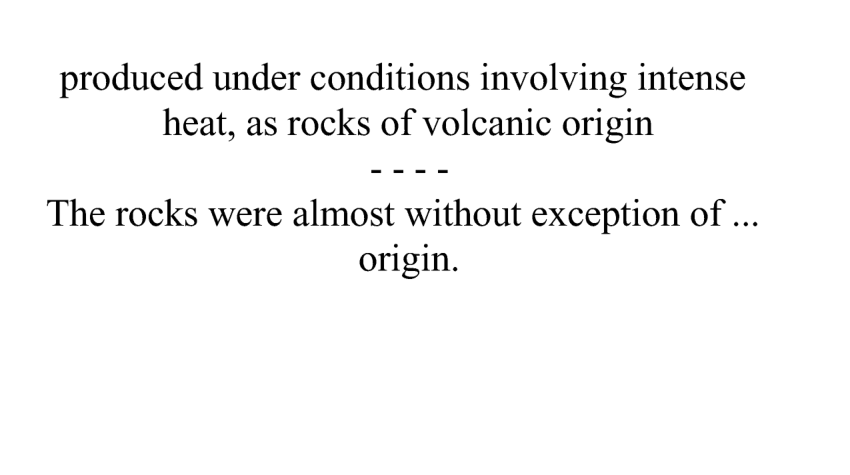 produced under conditions involving intense
heat, as rocks of volcanic origin
- - - -
The rocks were almost without exception of ...
origin.